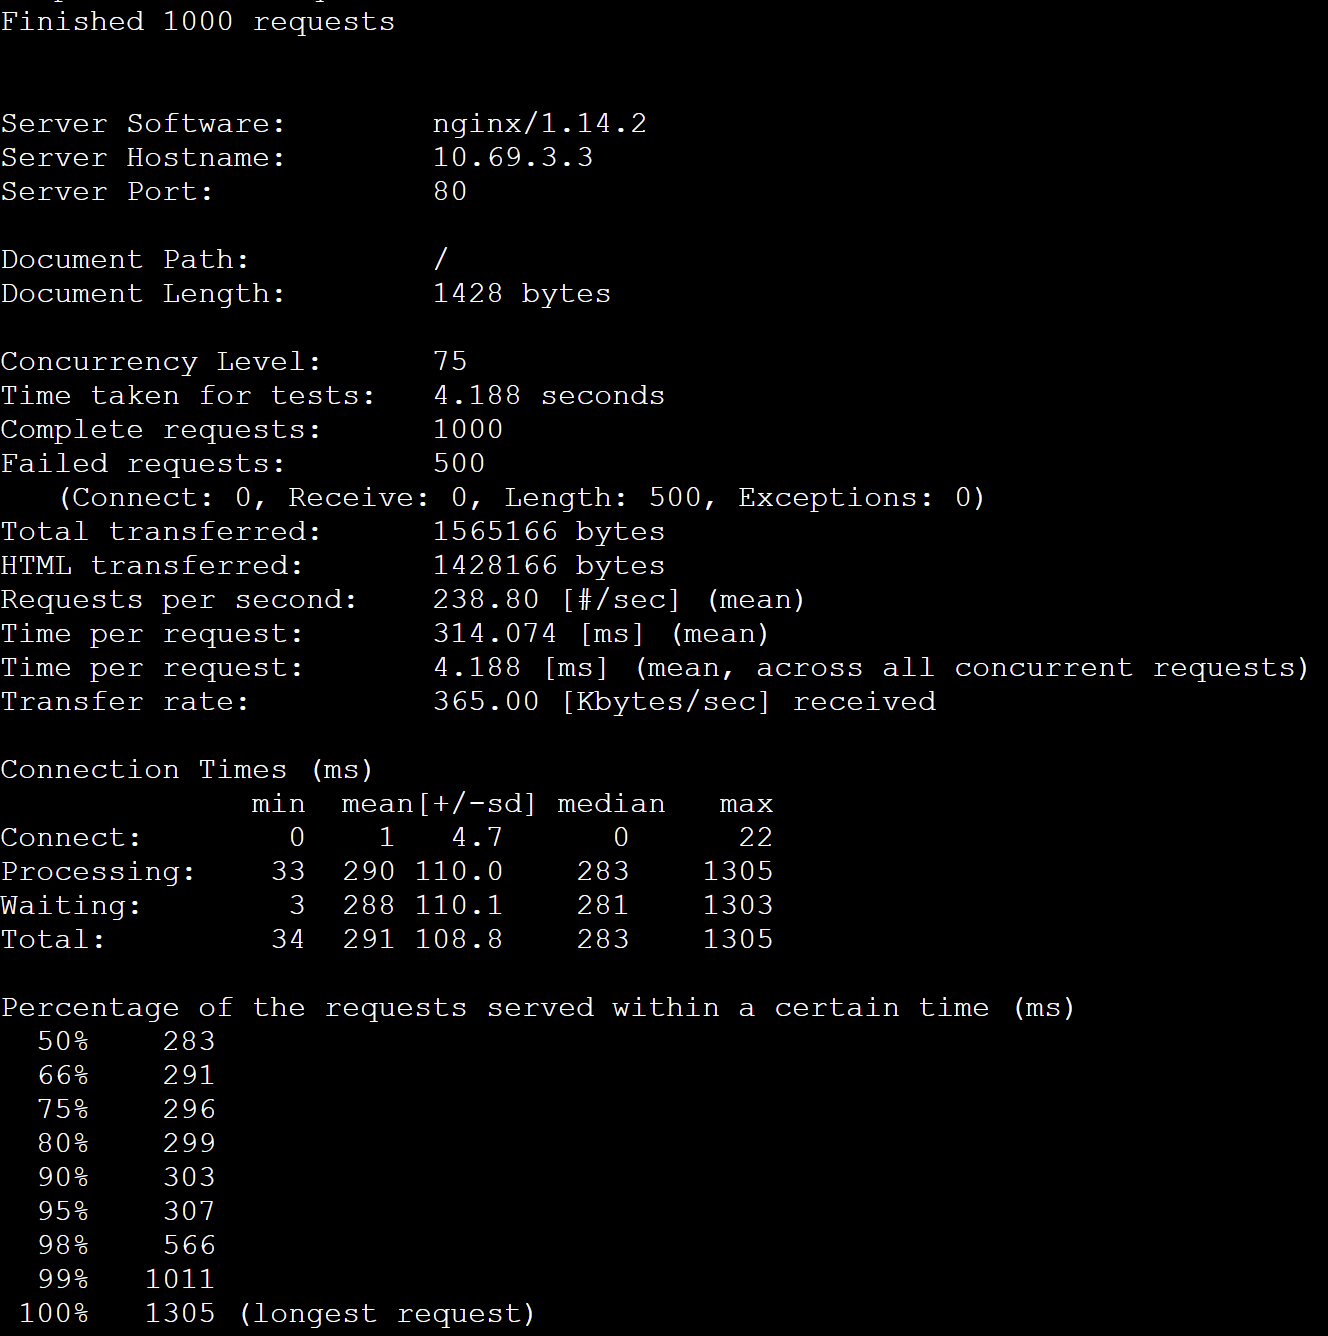 Finished 1000 requests
Server Software: nginx/1.14.2
Server Hostname: 10.69.3.3
Server Port: 80
Document Path: /
Document Length: 1428 bytes
Concurrency Level: 75
Time taken for tests: 4.188 seconds
Complete requests: 1000
Failed requests: 500
(Connect: 0, Receive: 0, Length: 500, Exceptions: 0)
Total transferred: 1565166 bytes
HTML transferred: 1428166 bytes
Requests per second: 238.80 [#/sec] (mean)
Time per request: 314.074 [ms] (mean)
Time per request: 4.188 [ms] (mean, across all concurrent requests)
Transfer rate: 365.00 [Kbytes/sec] received
Connection Times (ms)
min mean[+/-sd] median max
Connect: 0 1 4.7 0 22
Processing: 33 290 110.0 283 1305
Waiting: 3 288 110.1 281 1303
Total: 34 291 108.8 283 1305
Percentage of the requests served within a certain time (ms)
50% 283
66% 291
75% 296
80% 299
90% 303
95% 307
98% 566
99% 1011
100% 1305 (longest request)